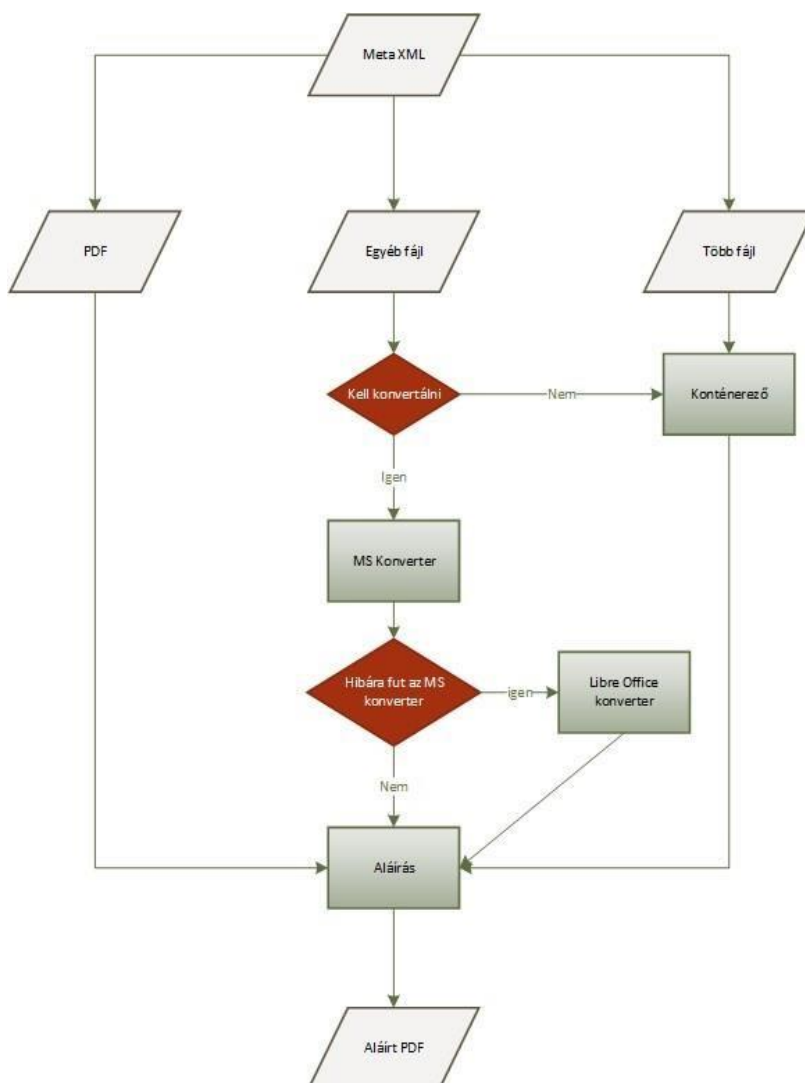 Meta XML
PDF
Egyéb fájl
Több fájl
Kell konvertálni
Nem
Konténerező
Igen
MS Konverter
Hibára fut az MS
konverter
igen
Libre Office
konverter
Nem
Aláírás
Aláírt PDF